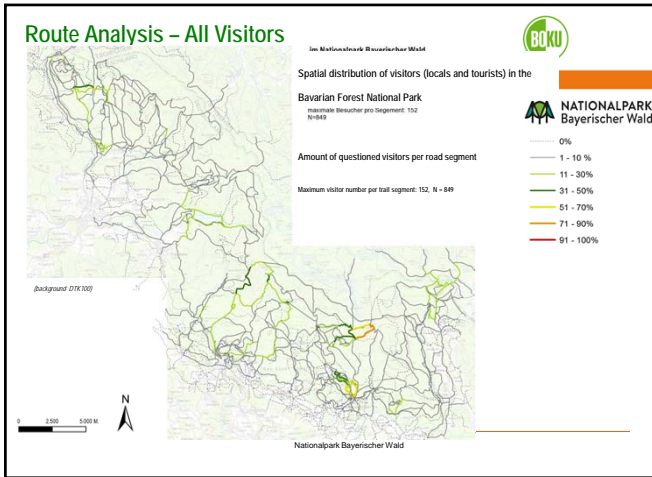 Route Analysis – All Visitors
im Nationalpark Bayerischer Wald
Spatial distribution of visitors (locals and tourists) in the
Bavarian Forest National Park
maximale Besucher pro Segement: 152
N=849
Amount of questioned visitors per road segment
Maximum visitor number per trail segment: 152, N = 849
BOKU
NATIONALPARK
Bayerischer Wald
0%
1 - 10 %
11 - 30%
31 - 50%
51 - 70%
71 - 90%
91 - 100%
(background DTK100)
N
0 2.500 5.000 M.
Nationalpark Bayerischer Wald